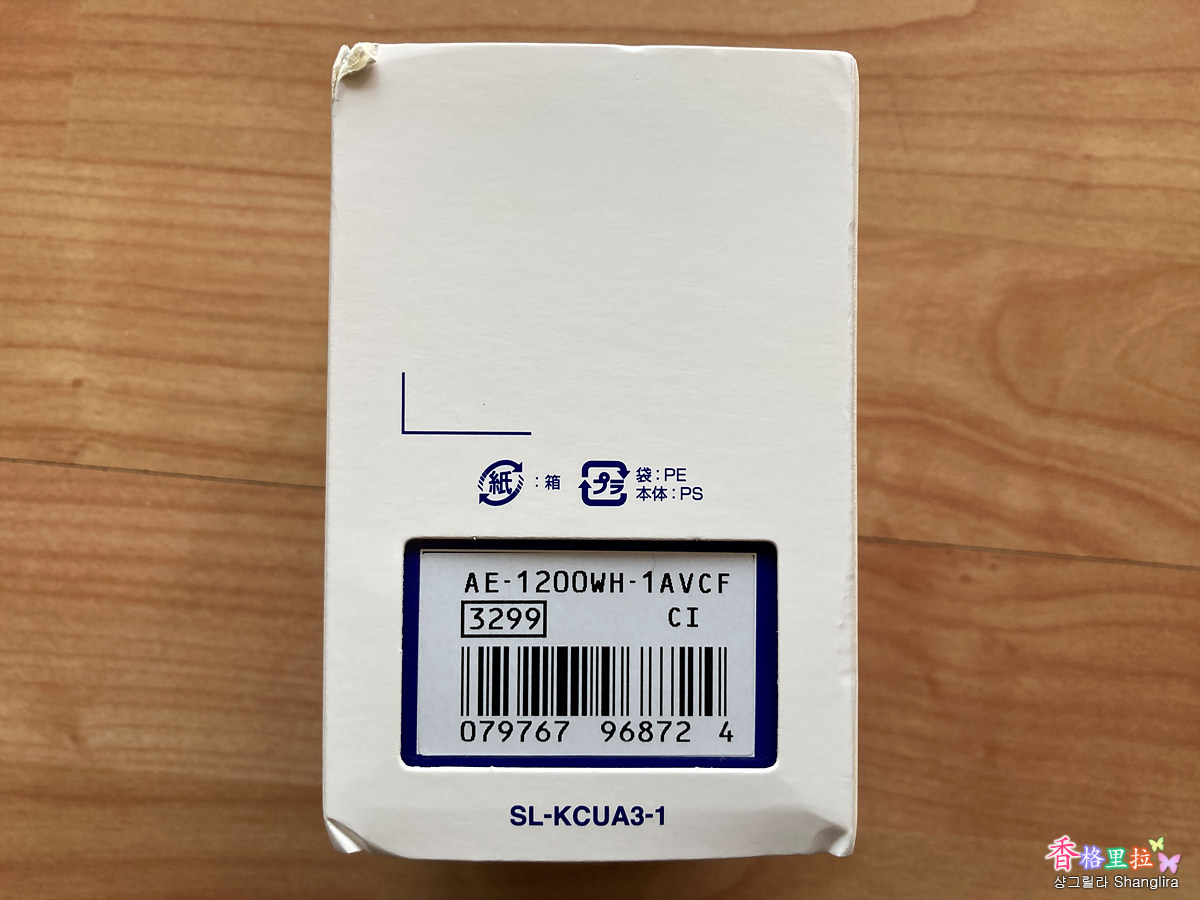 紙 : 箱
プラ 袋 : PE
本体 : PS
AE-1200WH-1AVCF
3299 CI
079767 96872 4
SL-KCUA3-1
香格里拉
샹그릴라 Shanglira